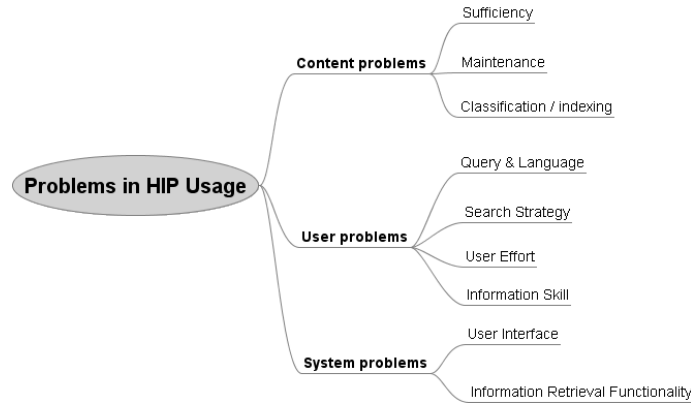 Problems in HIP Usage
Content problems
Sufficiency
Maintenance
Classification / indexing
User problems
Query & Language
Search Strategy
User Effort
Information Skill
System problems
User Interface
Information Retrieval Functionality